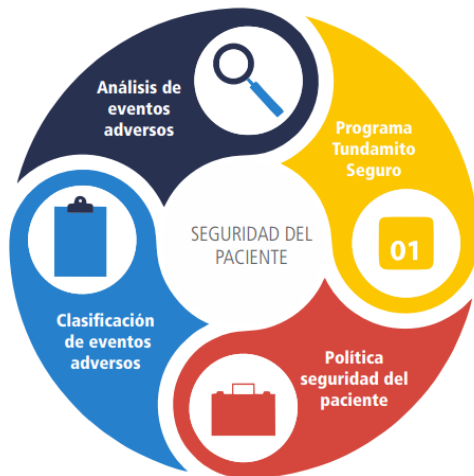 Análisis de
eventos
adversos
Programa
Tundamito
Seguro
01
SEGURIDAD DEL
PACIENTE
Clasificación
de eventos
adversos
Política
seguridad del
paciente